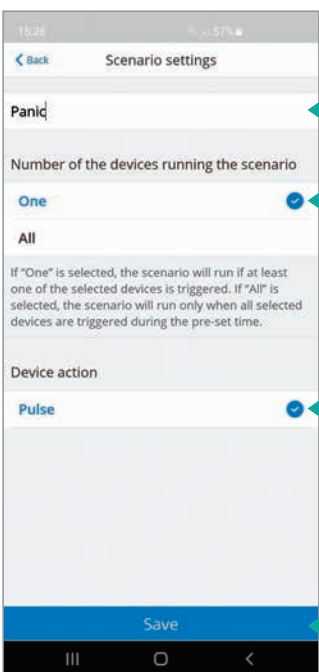 15:26 57%
Back Scenario settings
Panic
Number of the devices running the scenario
One
All
If "One" is selected, the scenario will run if at least
one of the selected devices is triggered. If "All" is
selected, the scenario will run only when all selected
devices are triggered during the pre-set time.
Device action
Pulse
Save